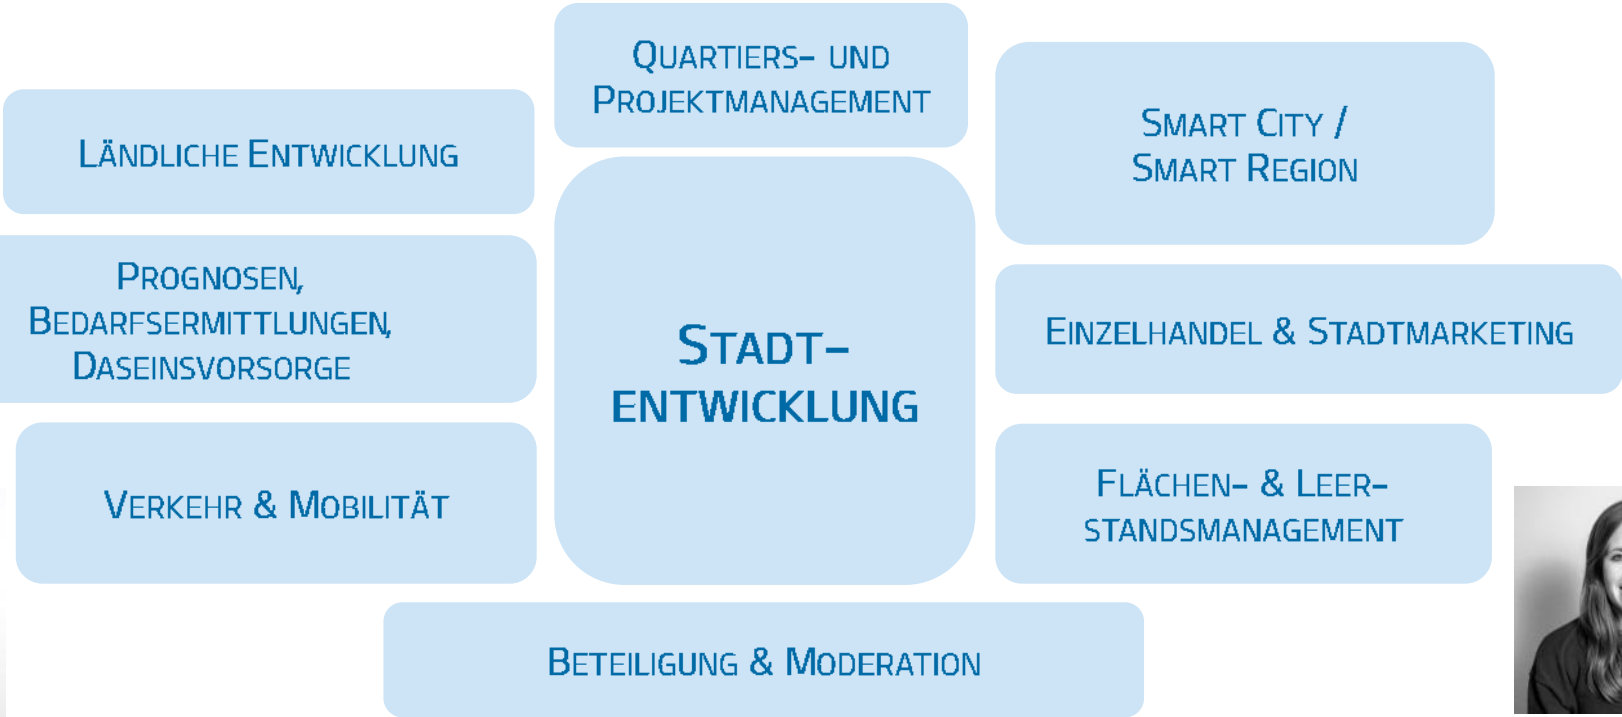 QUARTIERS- UND
PROJEKTMANAGEMENT
LÄNDLICHE ENTWICKLUNG
SMART CITY /
SMART REGION
PROGNOSEN,
BEDARFSERMITTLUNGEN,
DASEINSVORSORGE
STADT-
ENTWICKLUNG
EINZELHANDEL & STADTMARKETING
VERKEHR & MOBILITÄT
FLÄCHEN- & LEER-
STANDSMANAGEMENT
BETEILIGUNG & MODERATION